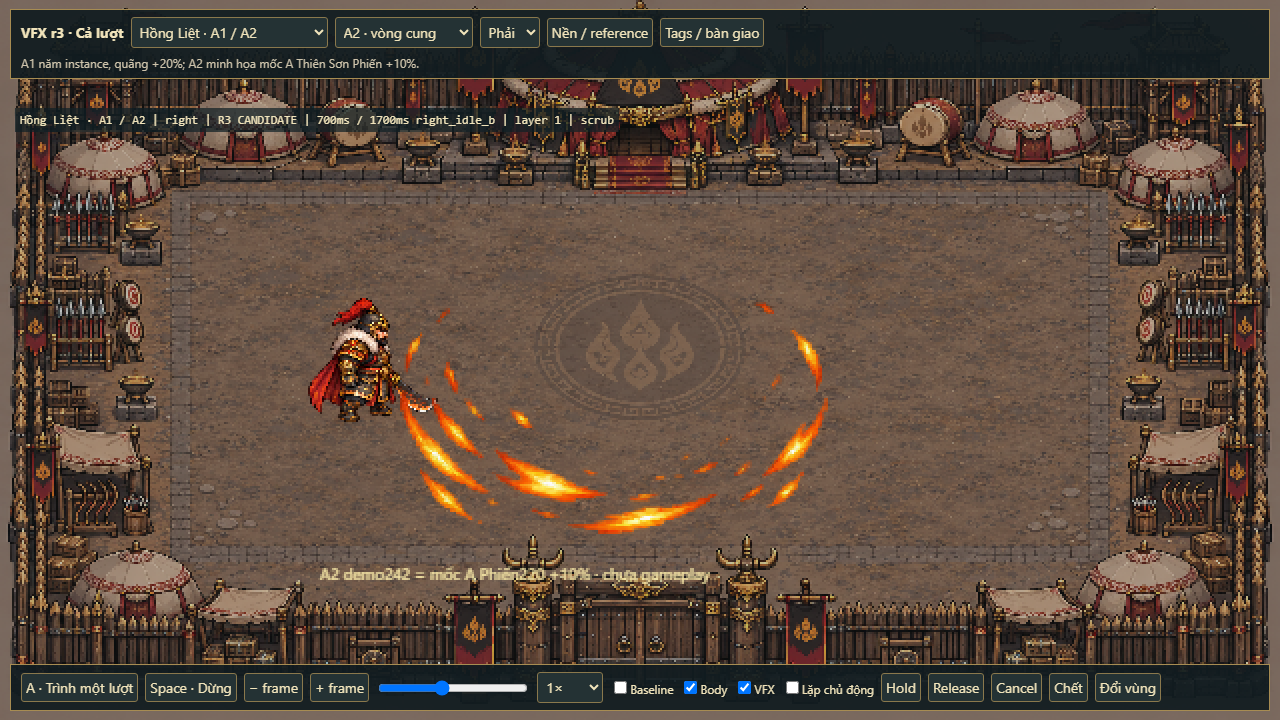 VFX r3 · Cả lượt Hồng Liệt · A1 / A2 A2 · vòng cung Phải Nền / reference Tags / bàn giao
A1 năm instance, quãng +20%; A2 minh họa mốc A Thiên Sơn Phiến +10%.
Hồng Liệt · A1 / A2 | right | R3 CANDIDATE | 700ms / 1700ms right_idle_b | layer 1 | scrub
A2 demo242 = mốc A Phiến220 +10% · chưa gameplay
A · Trình một lượt Space · Dừng − frame + frame 1× Baseline Body VFX Lặp chủ động Hold Release Cancel Chết Đổi vùng